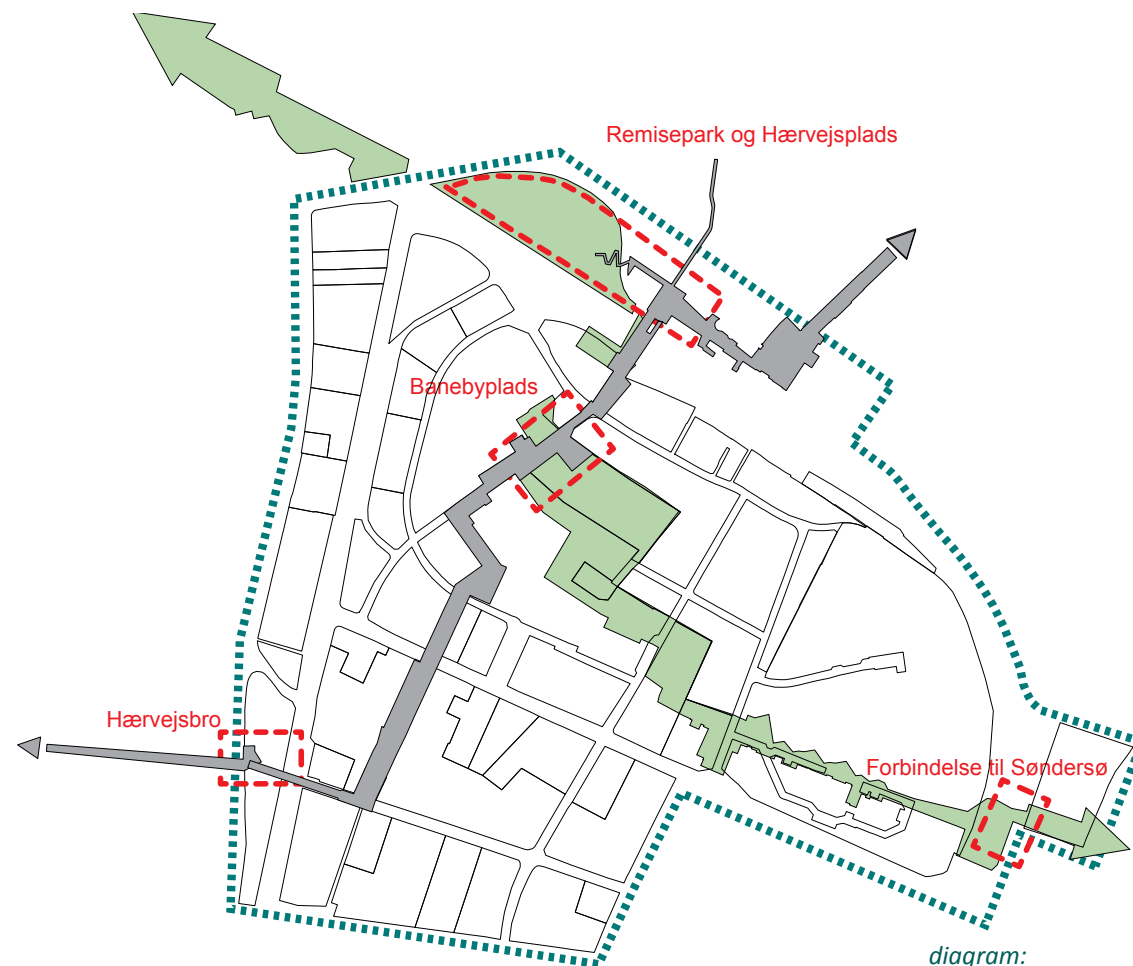 Remisepark og Hærvejsplads
Banebyplads
Hærvejsbro
Forbindelse til Søndersø
diagram: